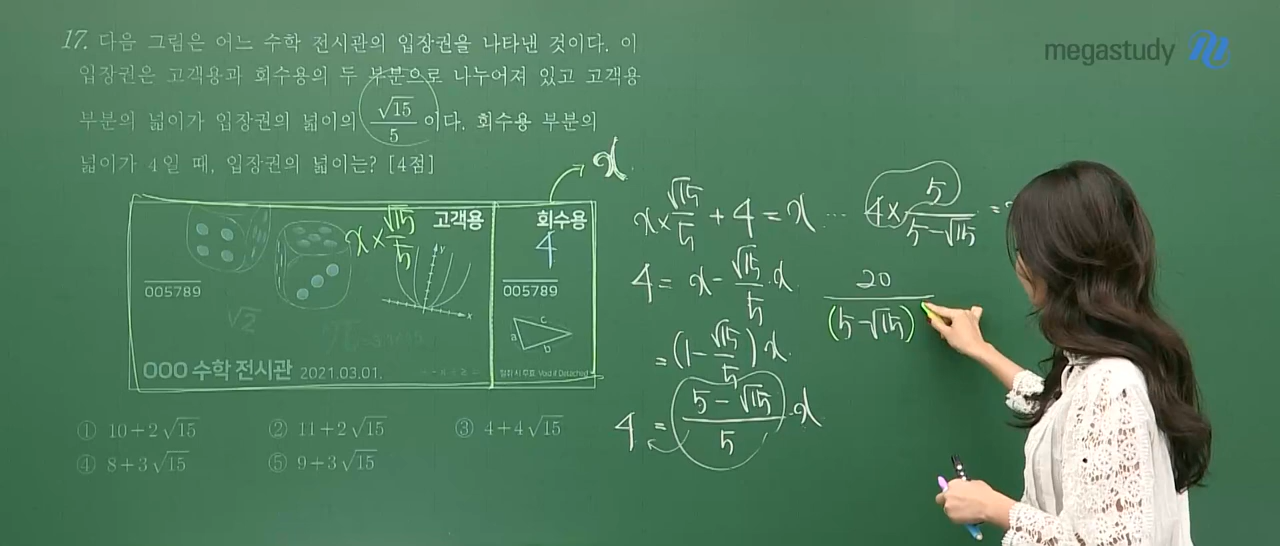 megastudy
17. 다음 그림은 어느 수학 전시관의 입장권을 나타낸 것이다. 이
입장권은 고객용과 회수용의 두 부분으로 나누어져 있고 고객용
부분의 넓이가 입장권의 넓이의 √15/5 이다. 회수용 부분의
넓이가 4일 때, 입장권의 넓이는? [4점]
x
x × √15/5
고객용
회수용
4
005789
005789
√2
y
x
a
c
b
000 수학 전시관 2021.03.01.
① 10+2√15 ② 11+2√15 ③ 4+4√15
④ 8+3√15 ⑤ 9+3√15
x × √15/5 + 4 = x ...
4 = x - √15/5 · x
= (1 - √15/5) x
4 = (5 - √15)/5 · x
4 × 5/(5 - √15) =
20/(5 - √15)